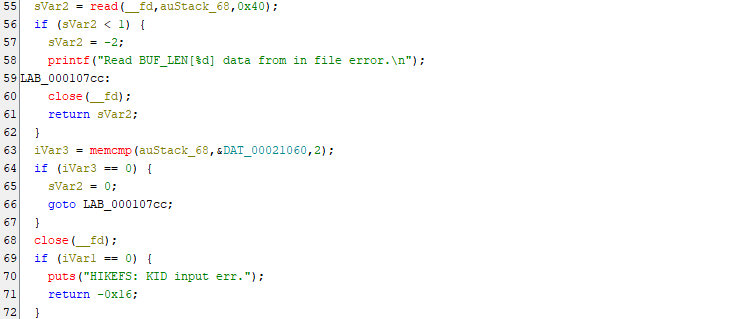 55 sVar2 = read(__fd,auStack_68,0x40);
56 if (sVar2 < 1) {
57 sVar2 = -2;
58 printf("Read BUF_LEN[%d] data from in file error.\n");
59 LAB_000107cc:
60 close(__fd);
61 return sVar2;
62 }
63 iVar3 = memcmp(auStack_68,&DAT_00021060,2);
64 if (iVar3 == 0) {
65 sVar2 = 0;
66 goto LAB_000107cc;
67 }
68 close(__fd);
69 if (iVar1 == 0) {
70 puts("HIKEFS: KID input err.");
71 return -0x16;
72 }